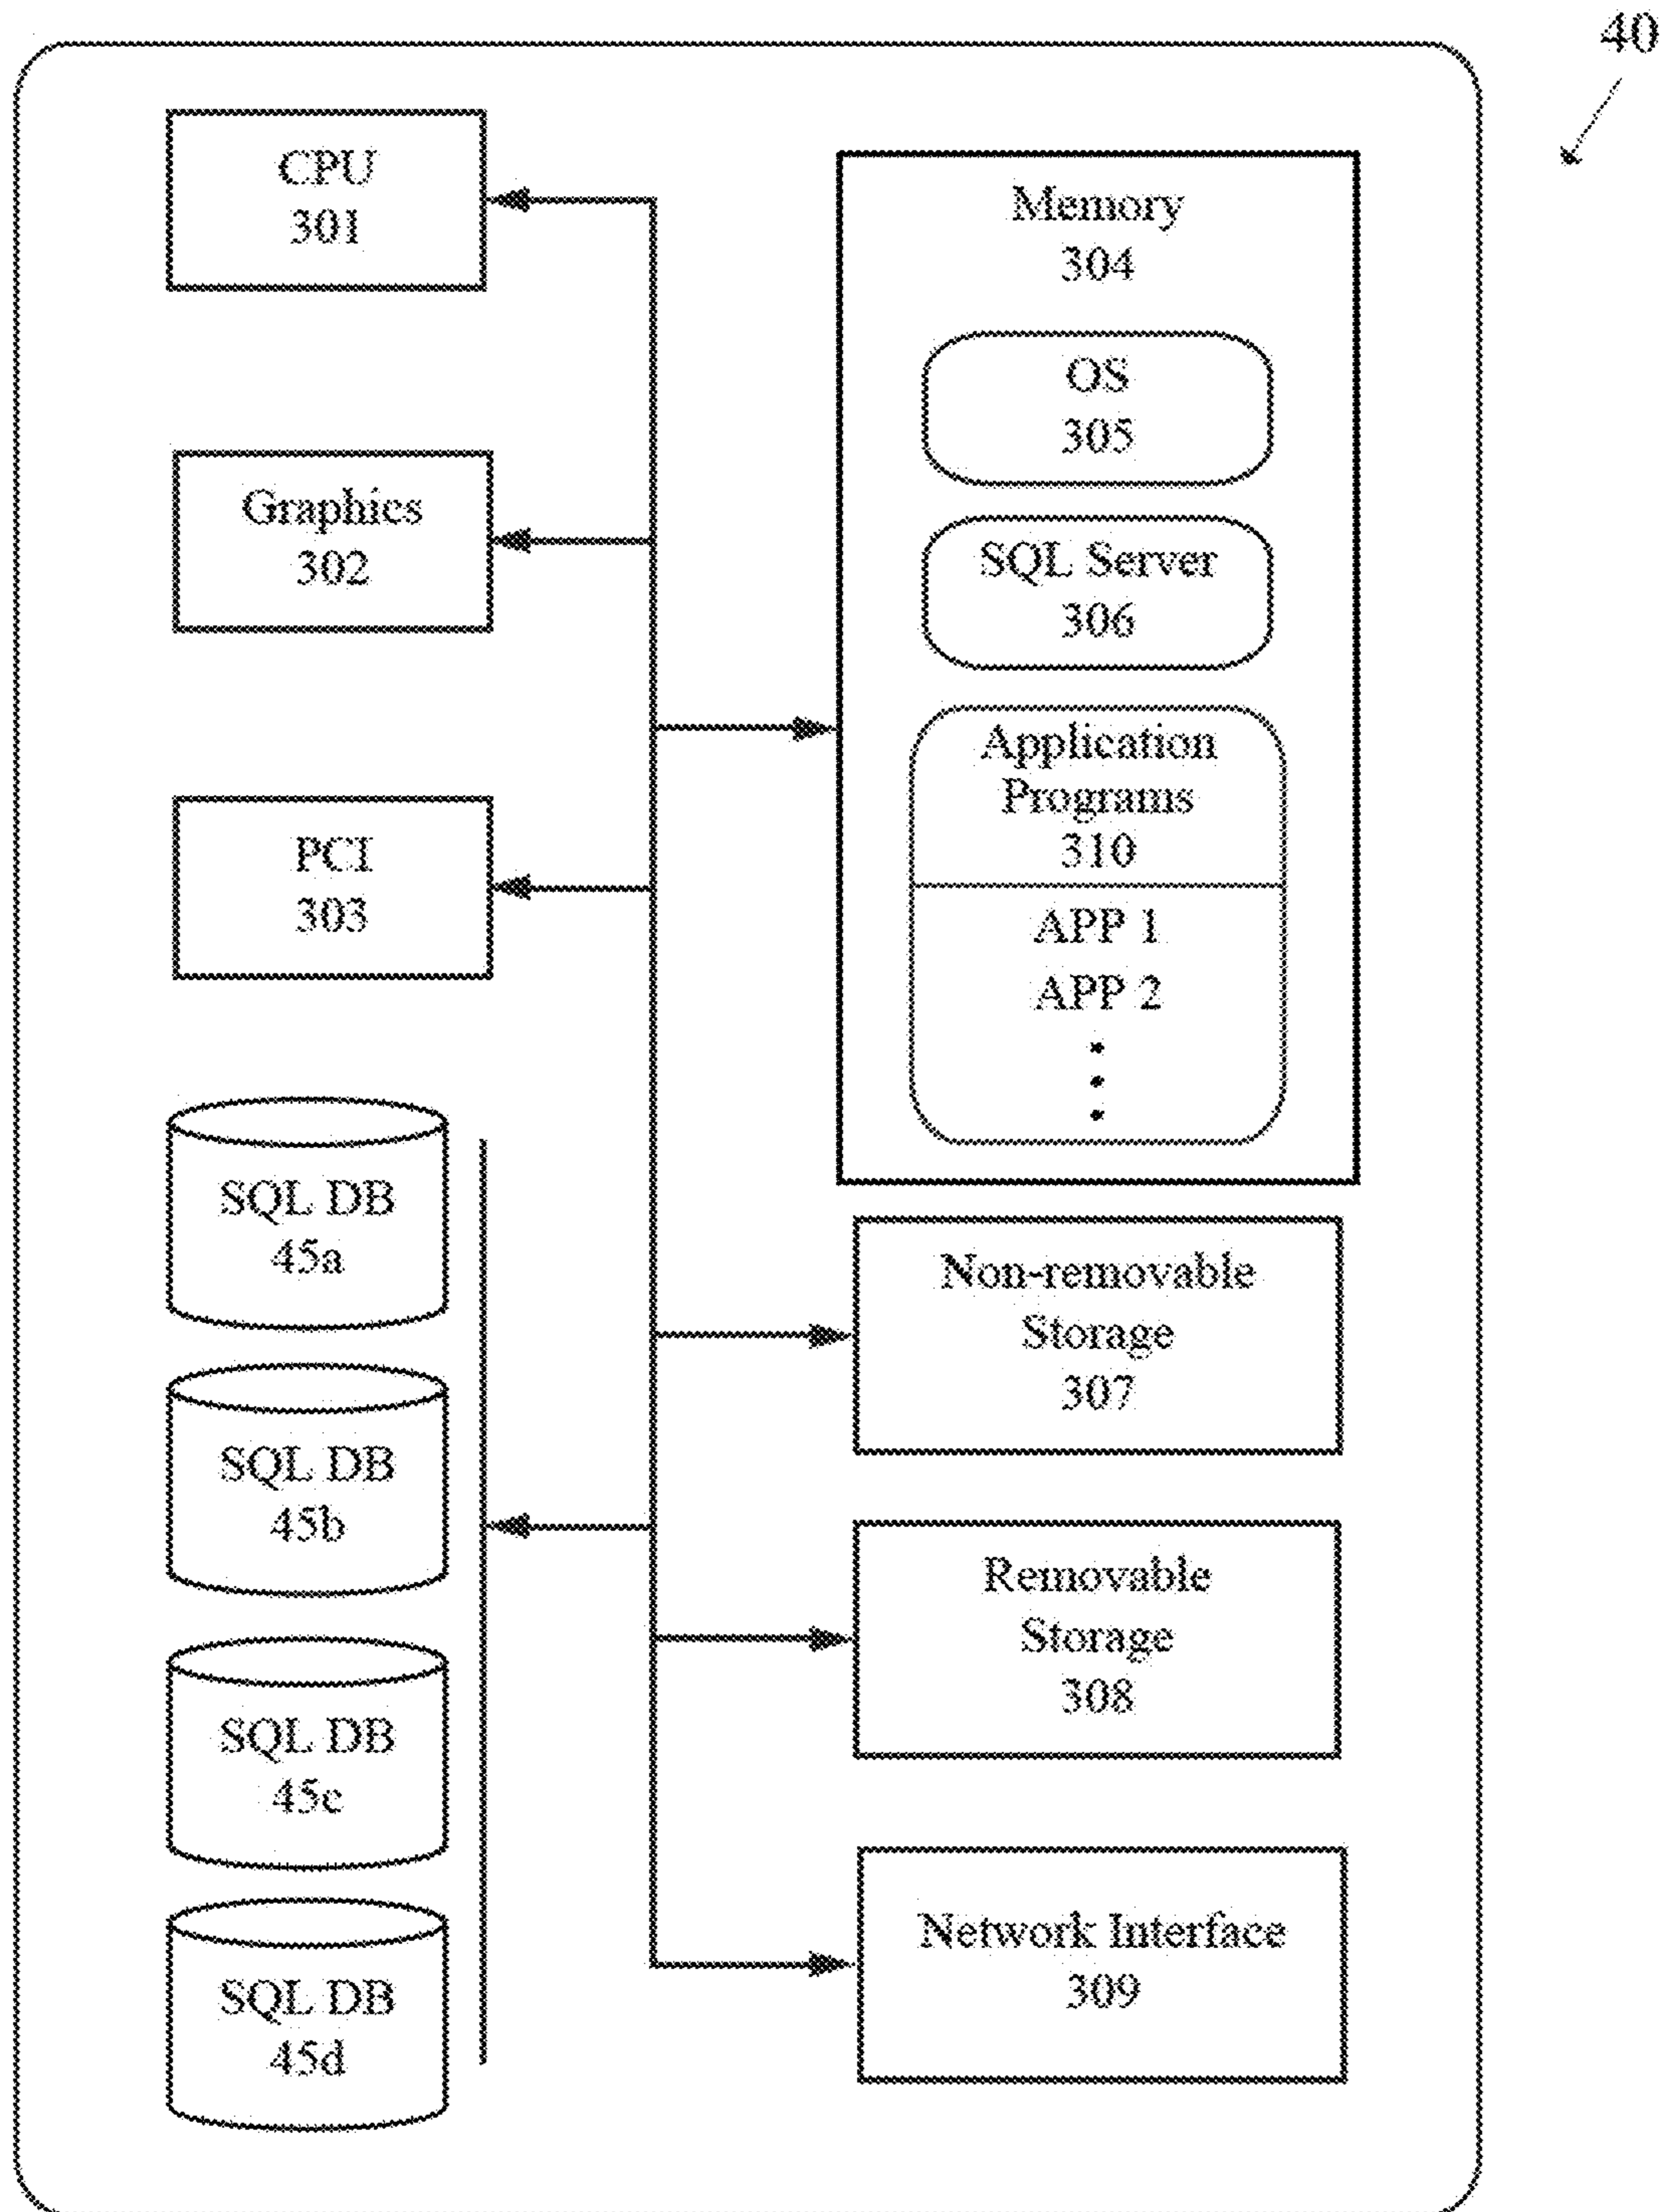 40
CPU
301
Graphics
302
PCI
303
SQL DB
45a
SQL DB
45b
SQL DB
45c
SQL DB
45d
Memory
304
OS
305
SQL Server
306
Application
Programs
310
APP 1
APP 2
Non-removable
Storage
307
Removable
Storage
308
Network Interface
309